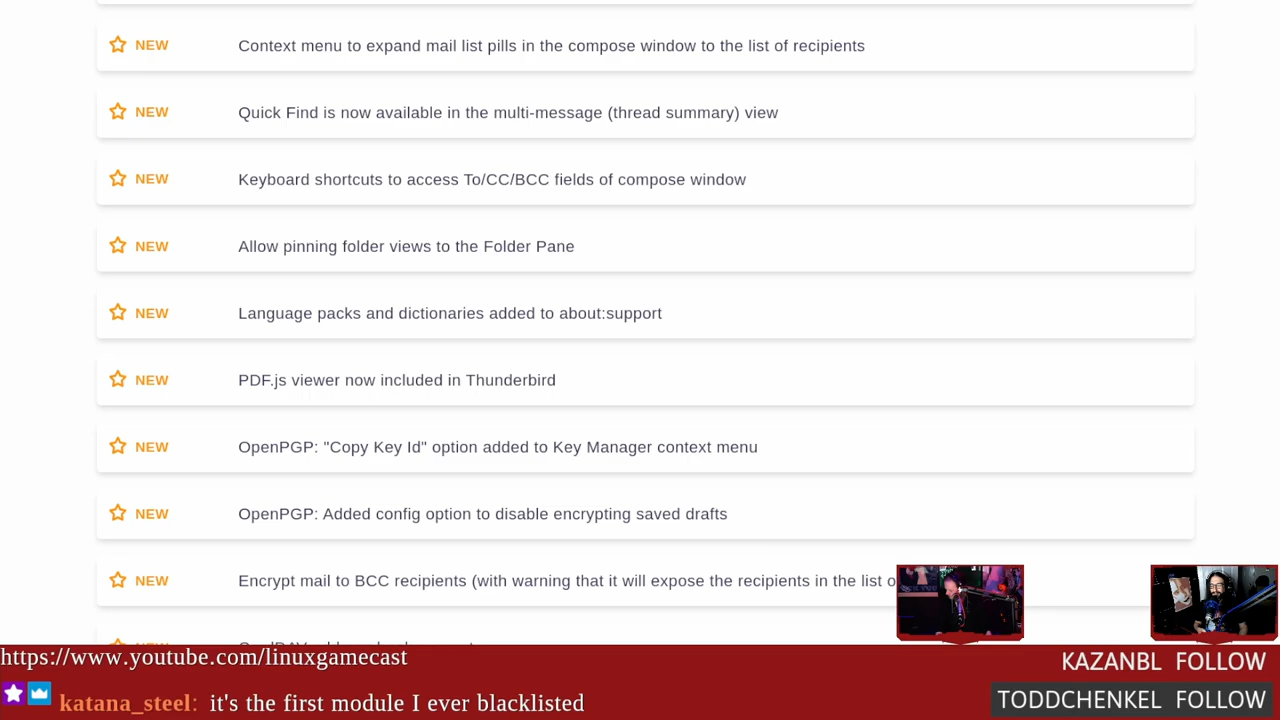 NEW Context menu to expand mail list pills in the compose window to the list of recipients
NEW Quick Find is now available in the multi-message (thread summary) view
NEW Keyboard shortcuts to access To/CC/BCC fields of compose window
NEW Allow pinning folder views to the Folder Pane
NEW Language packs and dictionaries added to about:support
NEW PDF.js viewer now included in Thunderbird
NEW OpenPGP: "Copy Key Id" option added to Key Manager context menu
NEW OpenPGP: Added config option to disable encrypting saved drafts
NEW Encrypt mail to BCC recipients (with warning that it will expose the recipients in the list
https://www.youtube.com/linuxgamecast
KAZANBL FOLLOW
katana_steel: it's the first module I ever blacklisted
TODDCHENKEL FOLLOW